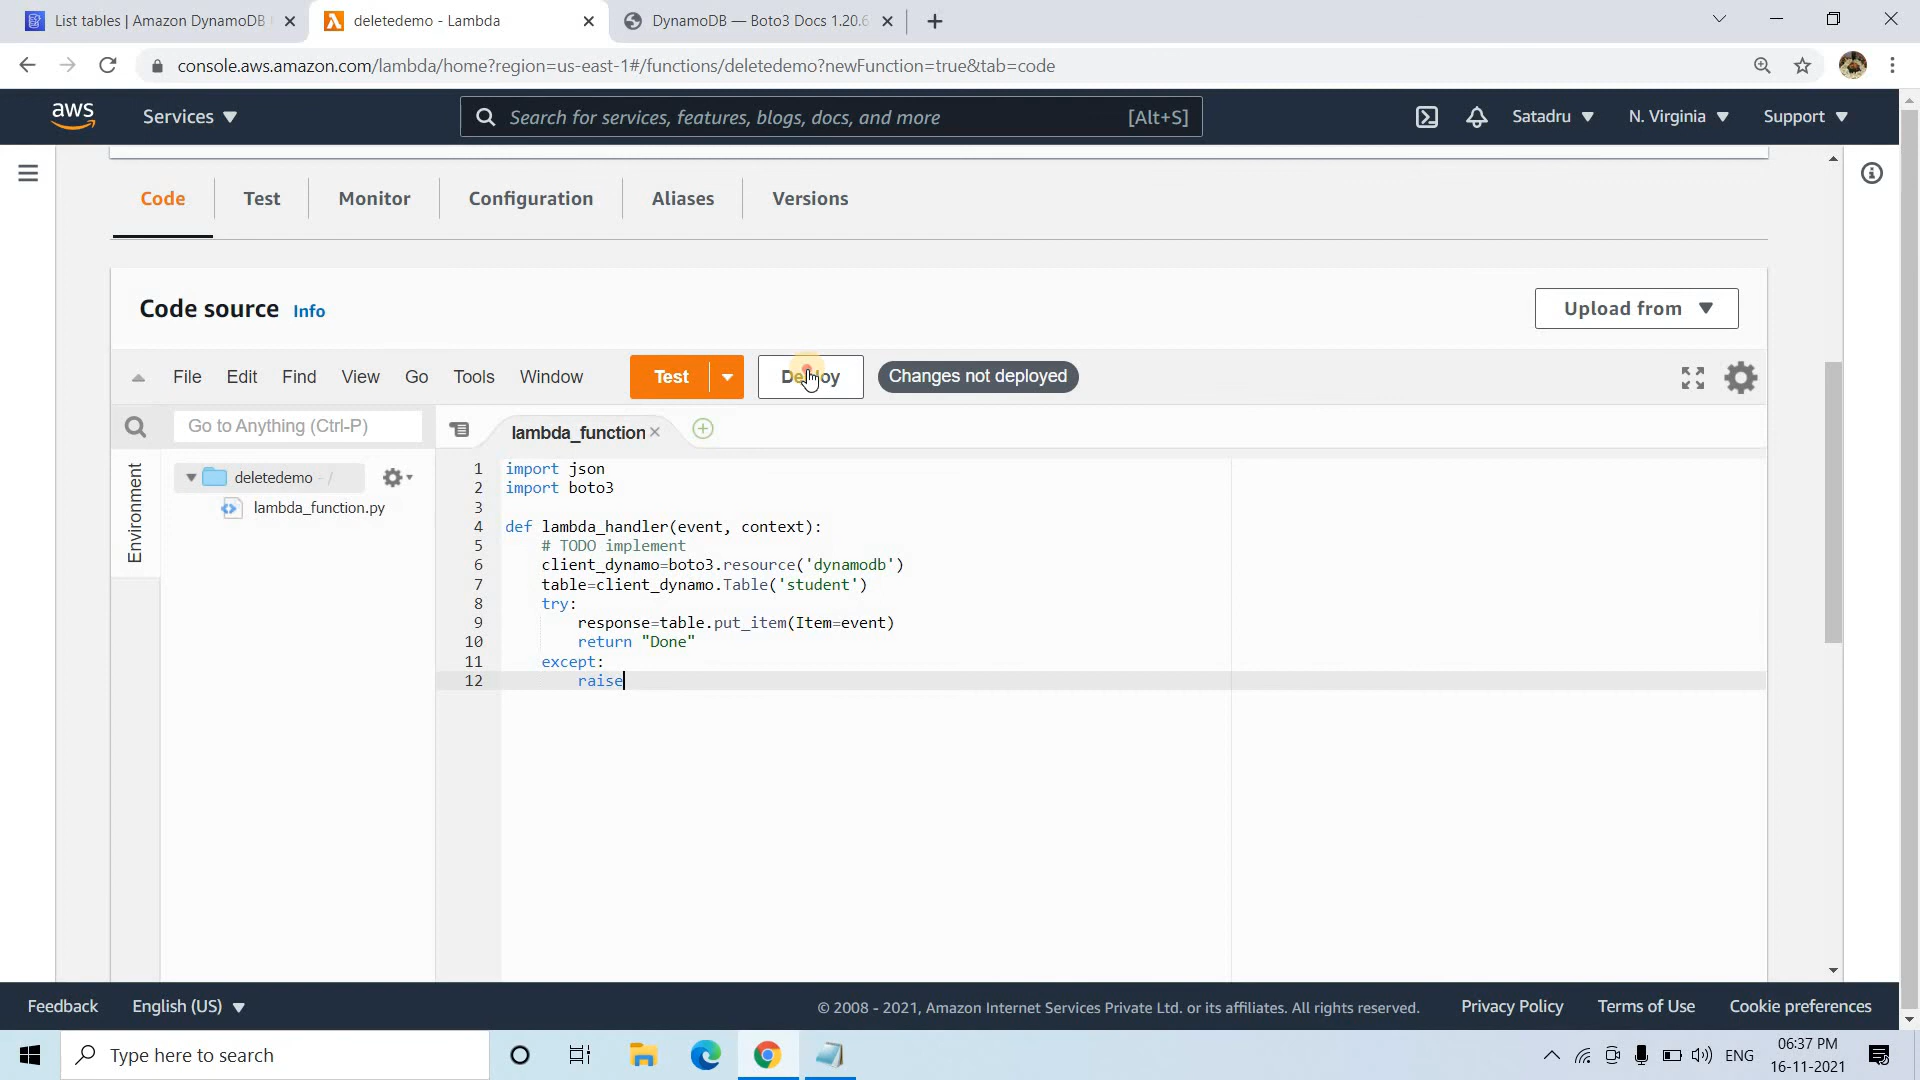 List tables | Amazon DynamoDB
deletedemo - Lambda
DynamoDB — Boto3 Docs 1.20.6
console.aws.amazon.com/lambda/home?region=us-east-1#/functions/deletedemo?newFunction=true&tab=code
aws
Services
Search for services, features, blogs, docs, and more
[Alt+S]
Satadru
N. Virginia
Support
Code
Test
Monitor
Configuration
Aliases
Versions
Code source
Info
Upload from
File
Edit
Find
View
Go
Tools
Window
Test
Deploy
Changes not deployed
Go to Anything (Ctrl-P)
lambda_function
Environment
deletedemo - /
lambda_function.py
1 import json
2 import boto3
3
4 def lambda_handler(event, context):
5 # TODO implement
6 client_dynamo=boto3.resource('dynamodb')
7 table=client_dynamo.Table('student')
8 try:
9 response=table.put_item(Item=event)
10 return "Done"
11 except:
12 raise
Feedback
English (US)
© 2008 - 2021, Amazon Internet Services Private Ltd. or its affiliates. All rights reserved.
Privacy Policy
Terms of Use
Cookie preferences
Type here to search
ENG
06:37 PM
16-11-2021